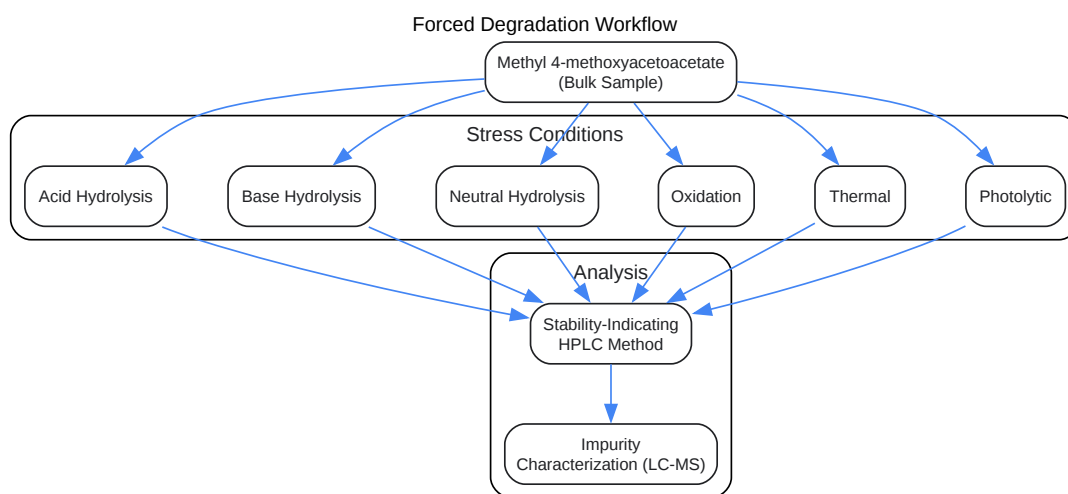 Forced Degradation Workflow
Methyl 4-methoxyacetoacetate
(Bulk Sample)
Stress Conditions
Acid Hydrolysis
Base Hydrolysis
Neutral Hydrolysis
Oxidation
Thermal
Photolytic
Analysis
Stability-Indicating
HPLC Method
Impurity
Characterization (LC-MS)